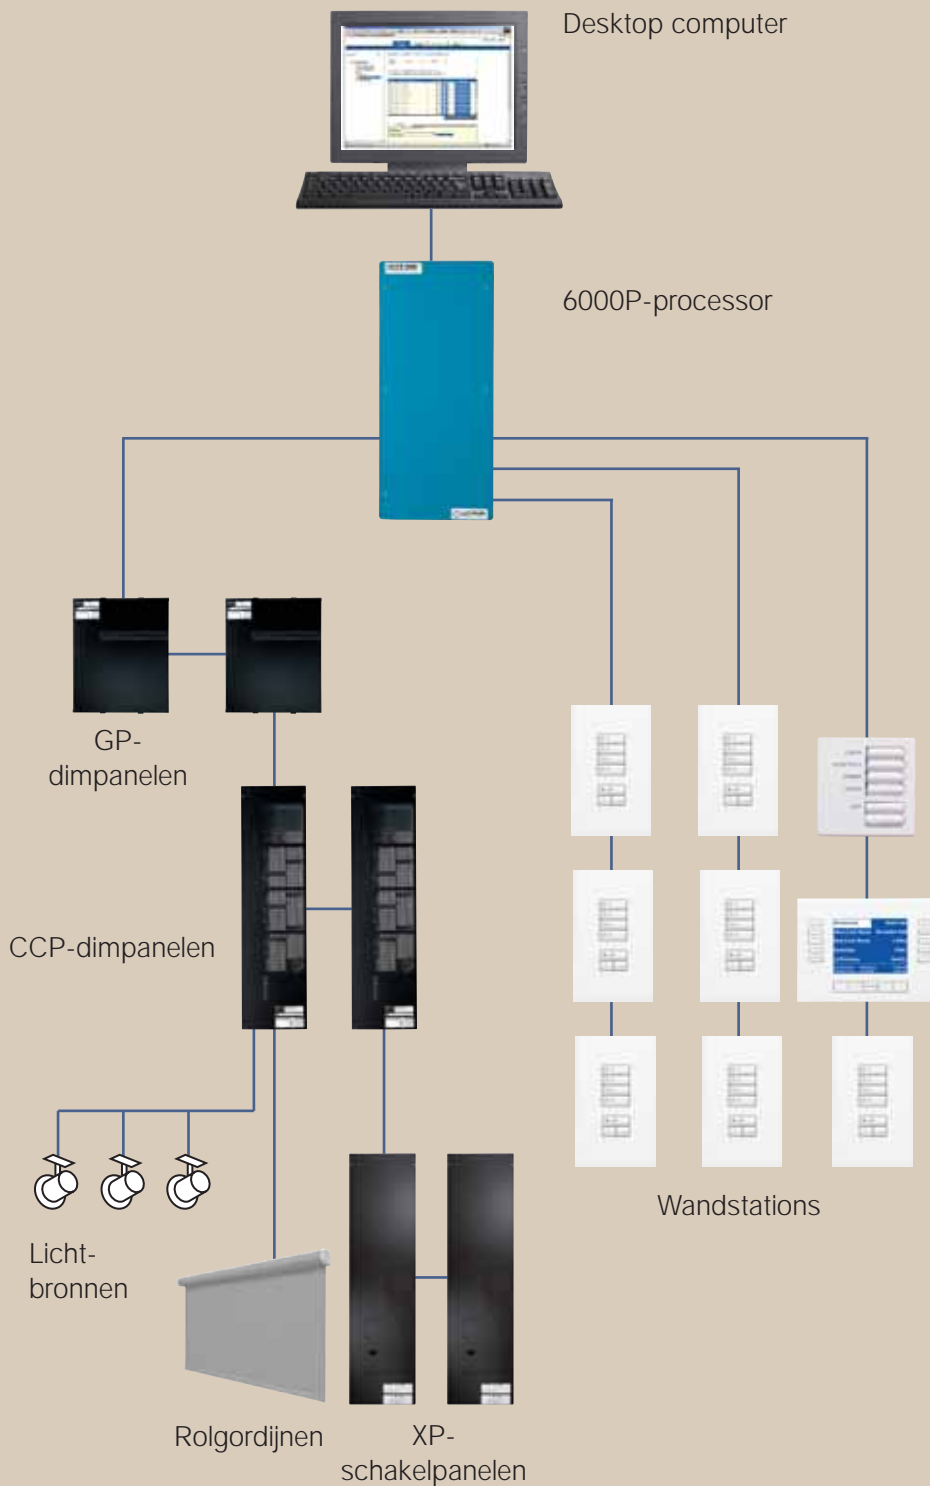 Desktop computer
6000P-processor
GP-
dimpanelen
CCP-dimpanelen
Licht-
bronnen
Wandstations
Rolgordijnen
XP-
schakelpanelen